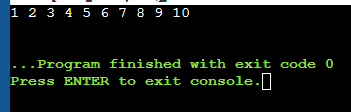 1 2 3 4 5 6 7 8 9 10
...Program finished with exit code 0
Press ENTER to exit console.